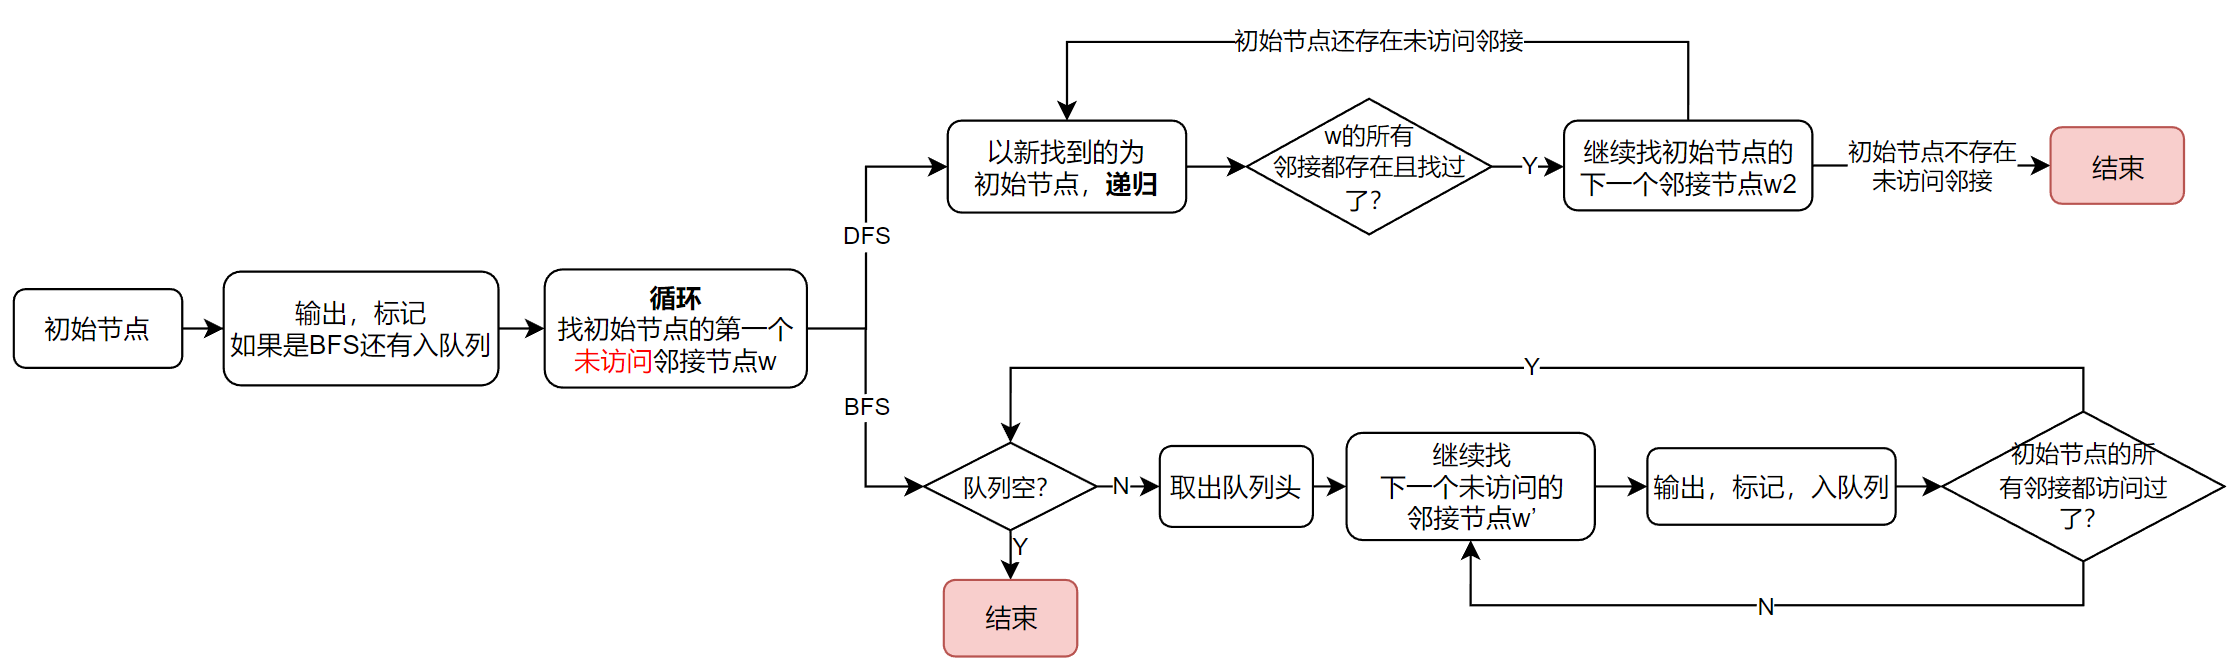 初始节点还存在未访问邻接
以新找到的为
初始节点，递归
w的所有
邻接都存在且找过
了？
Y
继续找初始节点的
下一个邻接节点w2
初始节点不存在
未访问邻接
结束
DFS
初始节点
输出，标记
如果是BFS还有入队列
循环
找初始节点的第一个
未访问邻接节点w
BFS
Y
队列空？
N
取出队列头
继续找
下一个未访问的
邻接节点w’
输出，标记，入队列
初始节点的所
有邻接都访问过
了？
Y
结束
N